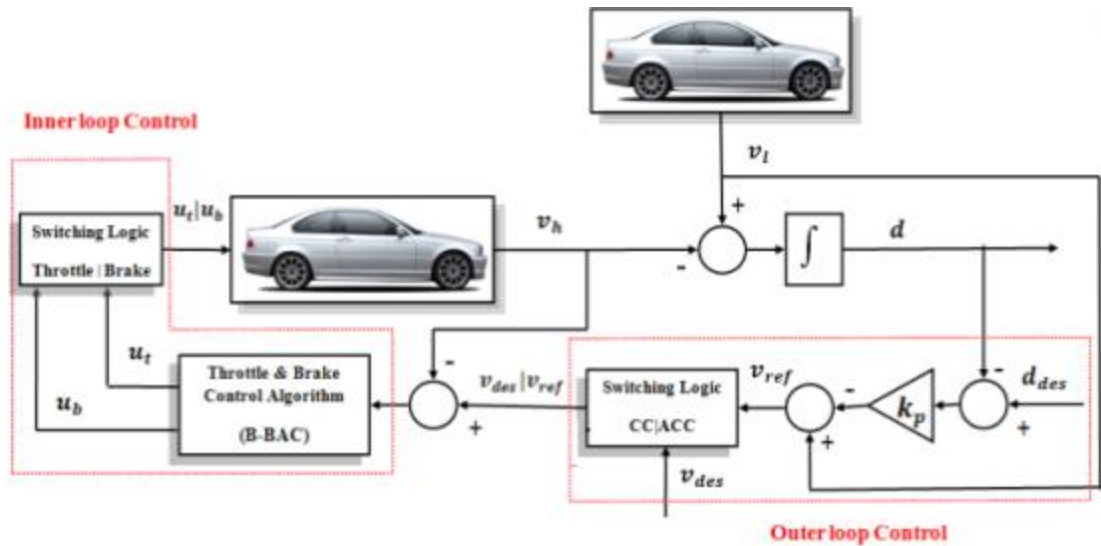 Inner loop Control
v_l
u_t|u_b
v_h
+
-
∫
d
Switching Logic
Throttle | Brake
u_t
u_b
Throttle & Brake
Control Algorithm
(B-BAC)
-
+
v_des|v_ref
Switching Logic
CC|ACC
v_ref
-
+
k_p
-
+
d_des
v_des
Outer loop Control